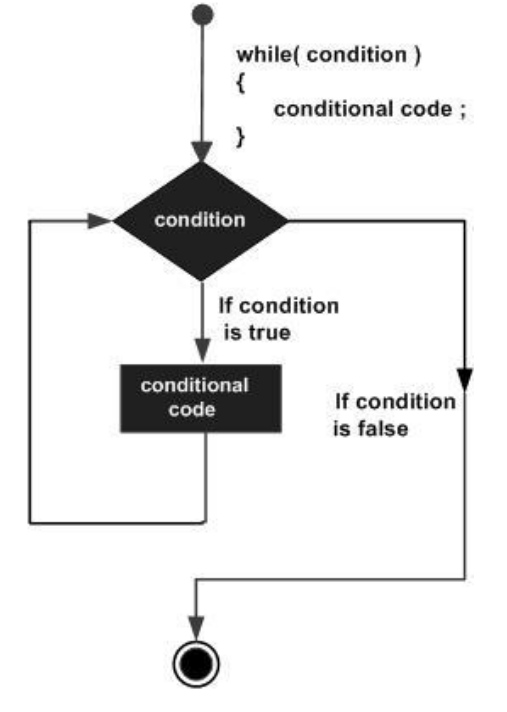 while( condition )
{
conditional code ;
}
condition
If condition
is true
conditional
code
If condition
is false